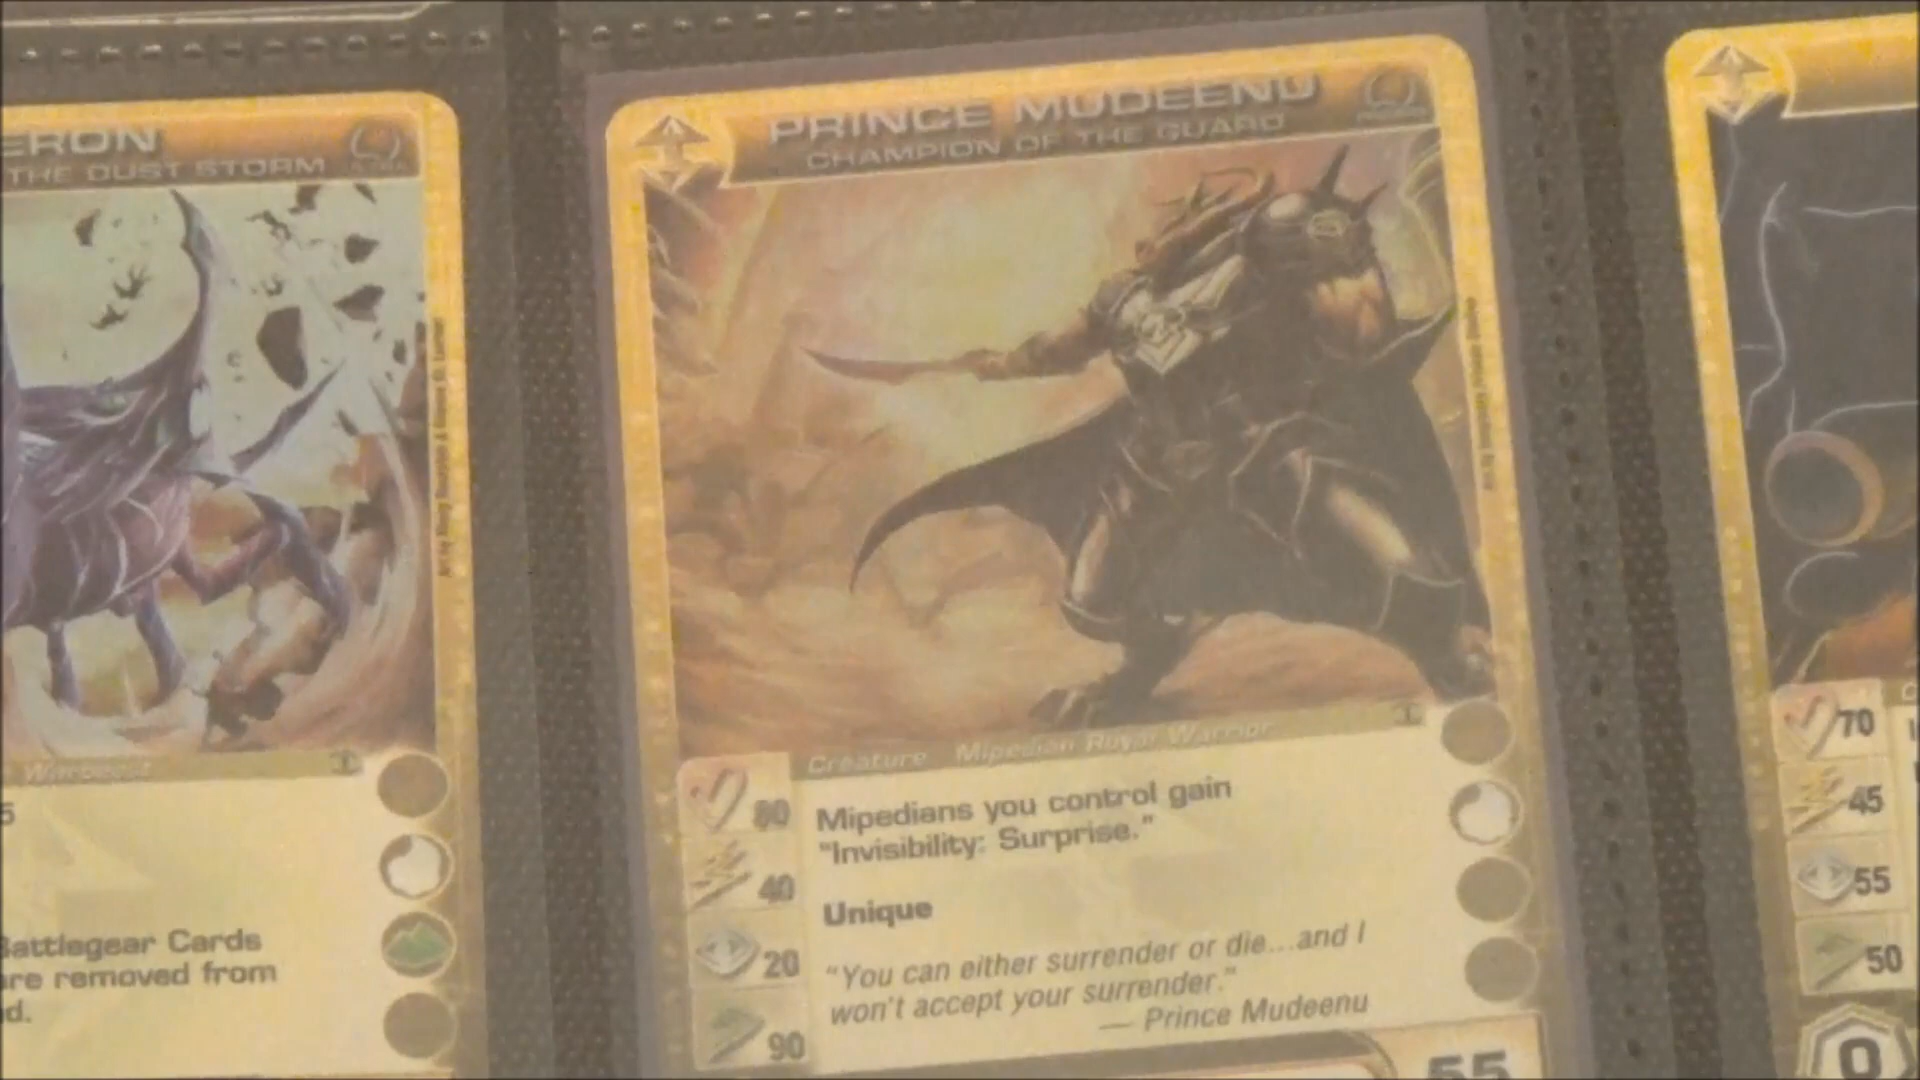 ERON
THE DUST STORM
5
Battlegear Cards
are removed from
d.
PRINCE MUDEENU
CHAMPION OF THE GUARD
Creature Mipedian Royal Warrior
80
40
20
90
Mipedians you control gain
"Invisibility: Surprise."
Unique
"You can either surrender or die...and I
won't accept your surrender."
— Prince Mudeenu
55
70
45
55
50
0